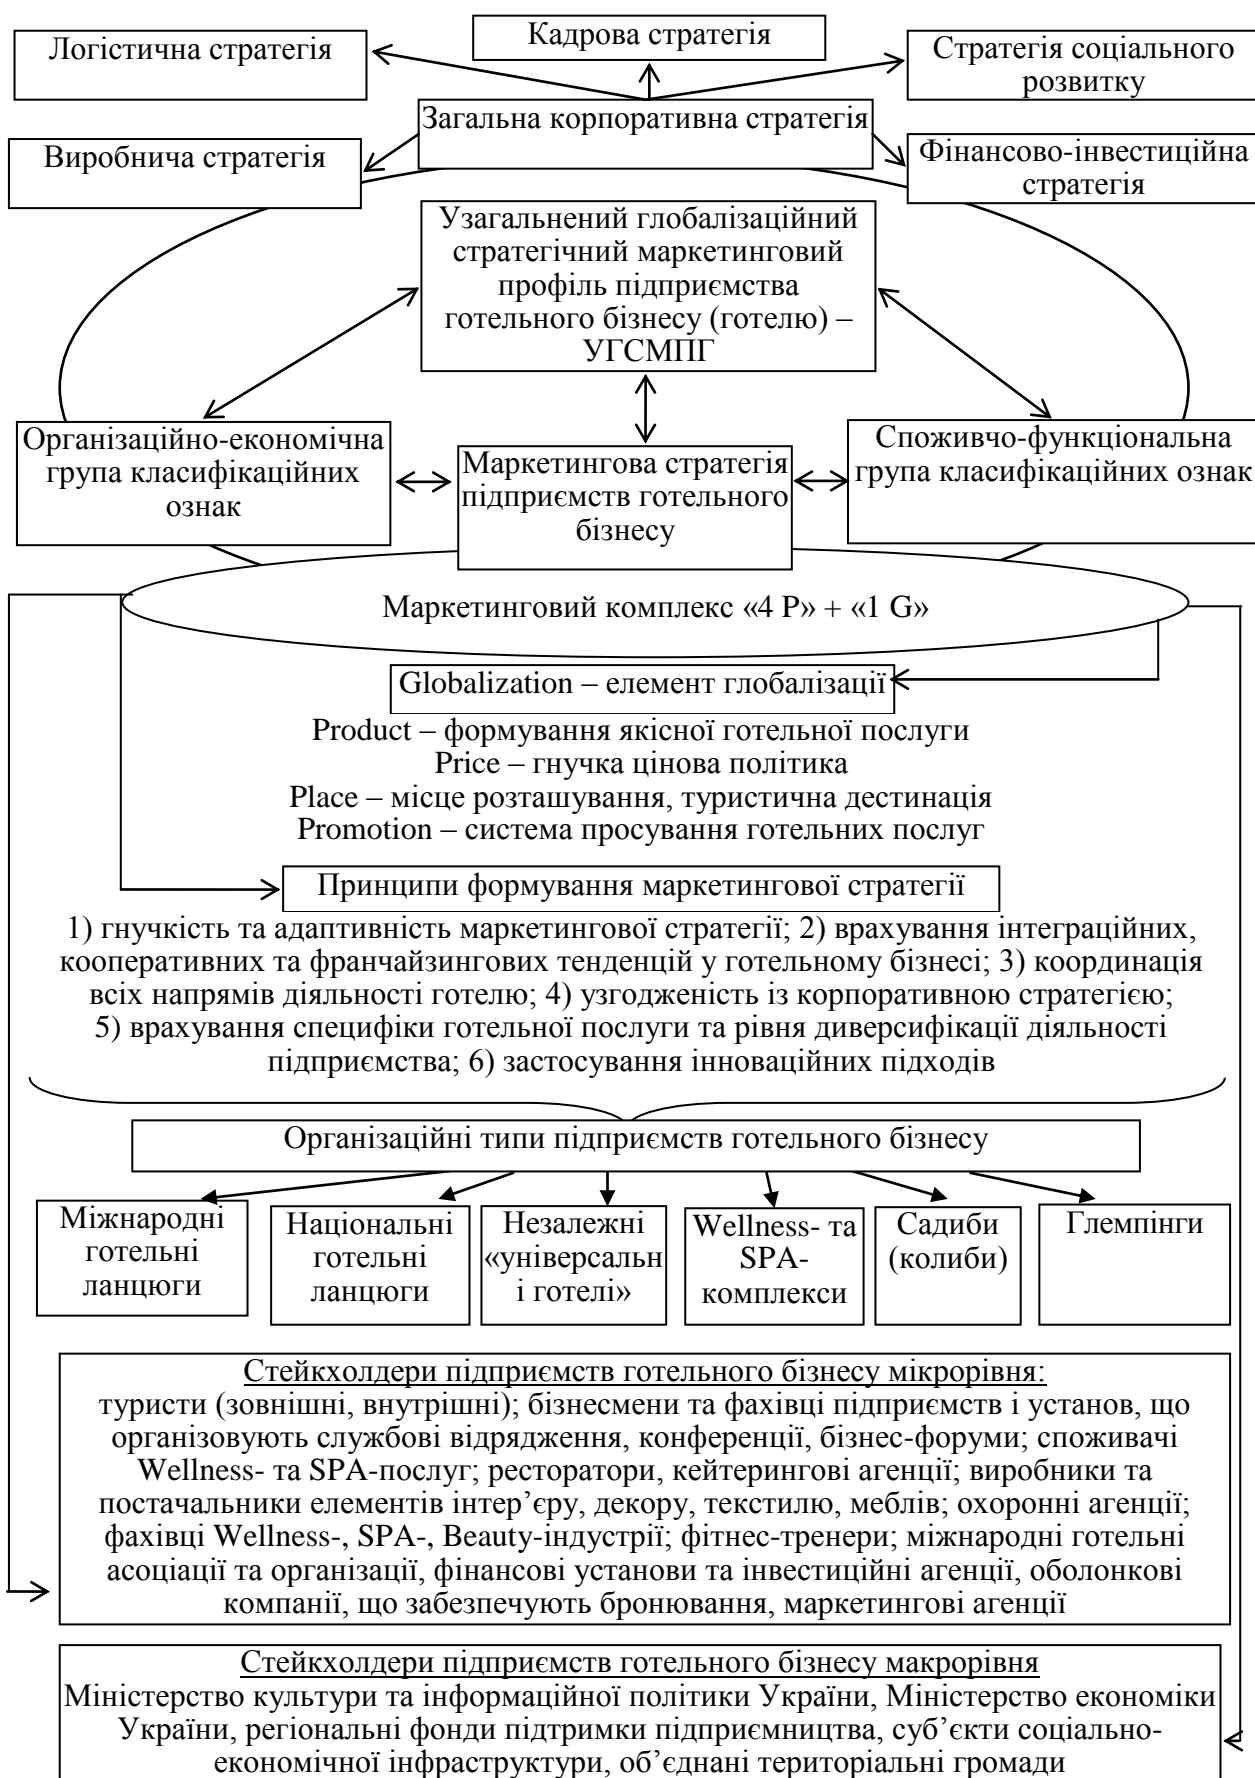 Логістична стратегія
Кадрова стратегія
Стратегія соціального
розвитку
Загальна корпоративна стратегія
Виробнича стратегія
Фінансово-інвестиційна
стратегія
Узагальнений глобалізаційний
стратегічний маркетинговий
профіль підприємства
готельного бізнесу (готелю) –
УГСМПГ
Організаційно-економічна
група класифікаційних
ознак
Маркетингова стратегія
підприємств готельного
бізнесу
Споживчо-функціональна
група класифікаційних ознак
Маркетинговий комплекс «4 P» + «1 G»
Globalization – елемент глобалізації
Product – формування якісної готельної послуги
Price – гнучка цінова політика
Place – місце розташування, туристична дестинація
Promotion – система просування готельних послуг
Принципи формування маркетингової стратегії
1) гнучкість та адаптивність маркетингової стратегії; 2) врахування інтеграційних,
кооперативних та франчайзингових тенденцій у готельному бізнесі; 3) координація
всіх напрямів діяльності готелю; 4) узгодженість із корпоративною стратегією;
5) врахування специфіки готельної послуги та рівня диверсифікації діяльності
підприємства; 6) застосування інноваційних підходів
Організаційні типи підприємств готельного бізнесу
Міжнародні
готельні
ланцюги
Національні
готельні
ланцюги
Незалежні
«універсальн
і готелі»
Wellness- та
SPA-
комплекси
Садиби
(колиби)
Глемпінги
Стейкхолдери підприємств готельного бізнесу мікрорівня:
туристи (зовнішні, внутрішні); бізнесмени та фахівці підприємств і установ, що
організовують службові відрядження, конференції, бізнес-форуми; споживачі
Wellness- та SPA-послуг; ресторатори, кейтерингові агенції; виробники та
постачальники елементів інтер’єру, декору, текстилю, меблів; охоронні агенції;
фахівці Wellness-, SPA-, Beauty-індустрії; фітнес-тренери; міжнародні готельні
асоціації та організації, фінансові установи та інвестиційні агенції, оболонкові
компанії, що забезпечують бронювання, маркетингові агенції
Стейкхолдери підприємств готельного бізнесу макрорівня
Міністерство культури та інформаційної політики України, Міністерство економіки
України, регіональні фонди підтримки підприємництва, суб’єкти соціально-
економічної інфраструктури, об’єднані територіальні громади